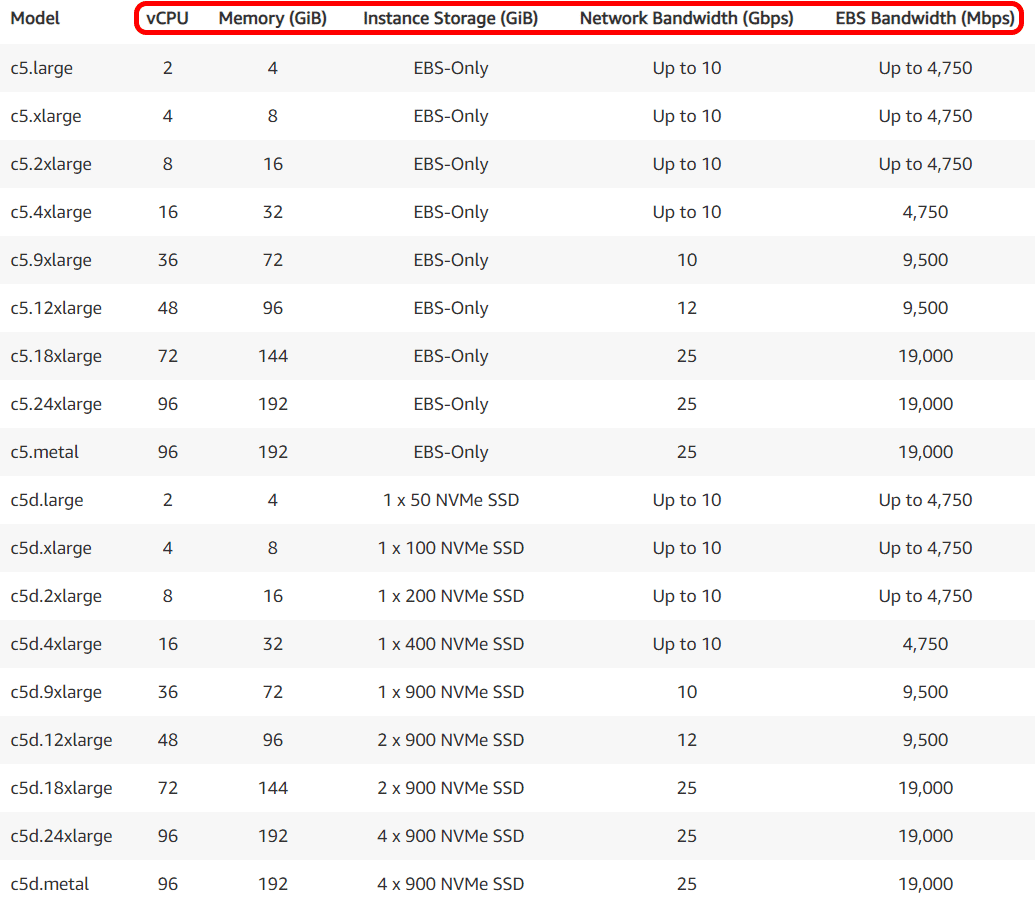 Model vCPU Memory (GiB) Instance Storage (GiB) Network Bandwidth (Gbps) EBS Bandwidth (Mbps)
c5.large 2 4 EBS-Only Up to 10 Up to 4,750
c5.xlarge 4 8 EBS-Only Up to 10 Up to 4,750
c5.2xlarge 8 16 EBS-Only Up to 10 Up to 4,750
c5.4xlarge 16 32 EBS-Only Up to 10 4,750
c5.9xlarge 36 72 EBS-Only 10 9,500
c5.12xlarge 48 96 EBS-Only 12 9,500
c5.18xlarge 72 144 EBS-Only 25 19,000
c5.24xlarge 96 192 EBS-Only 25 19,000
c5.metal 96 192 EBS-Only 25 19,000
c5d.large 2 4 1 x 50 NVMe SSD Up to 10 Up to 4,750
c5d.xlarge 4 8 1 x 100 NVMe SSD Up to 10 Up to 4,750
c5d.2xlarge 8 16 1 x 200 NVMe SSD Up to 10 Up to 4,750
c5d.4xlarge 16 32 1 x 400 NVMe SSD Up to 10 4,750
c5d.9xlarge 36 72 1 x 900 NVMe SSD 10 9,500
c5d.12xlarge 48 96 2 x 900 NVMe SSD 12 9,500
c5d.18xlarge 72 144 2 x 900 NVMe SSD 25 19,000
c5d.24xlarge 96 192 4 x 900 NVMe SSD 25 19,000
c5d.metal 96 192 4 x 900 NVMe SSD 25 19,000